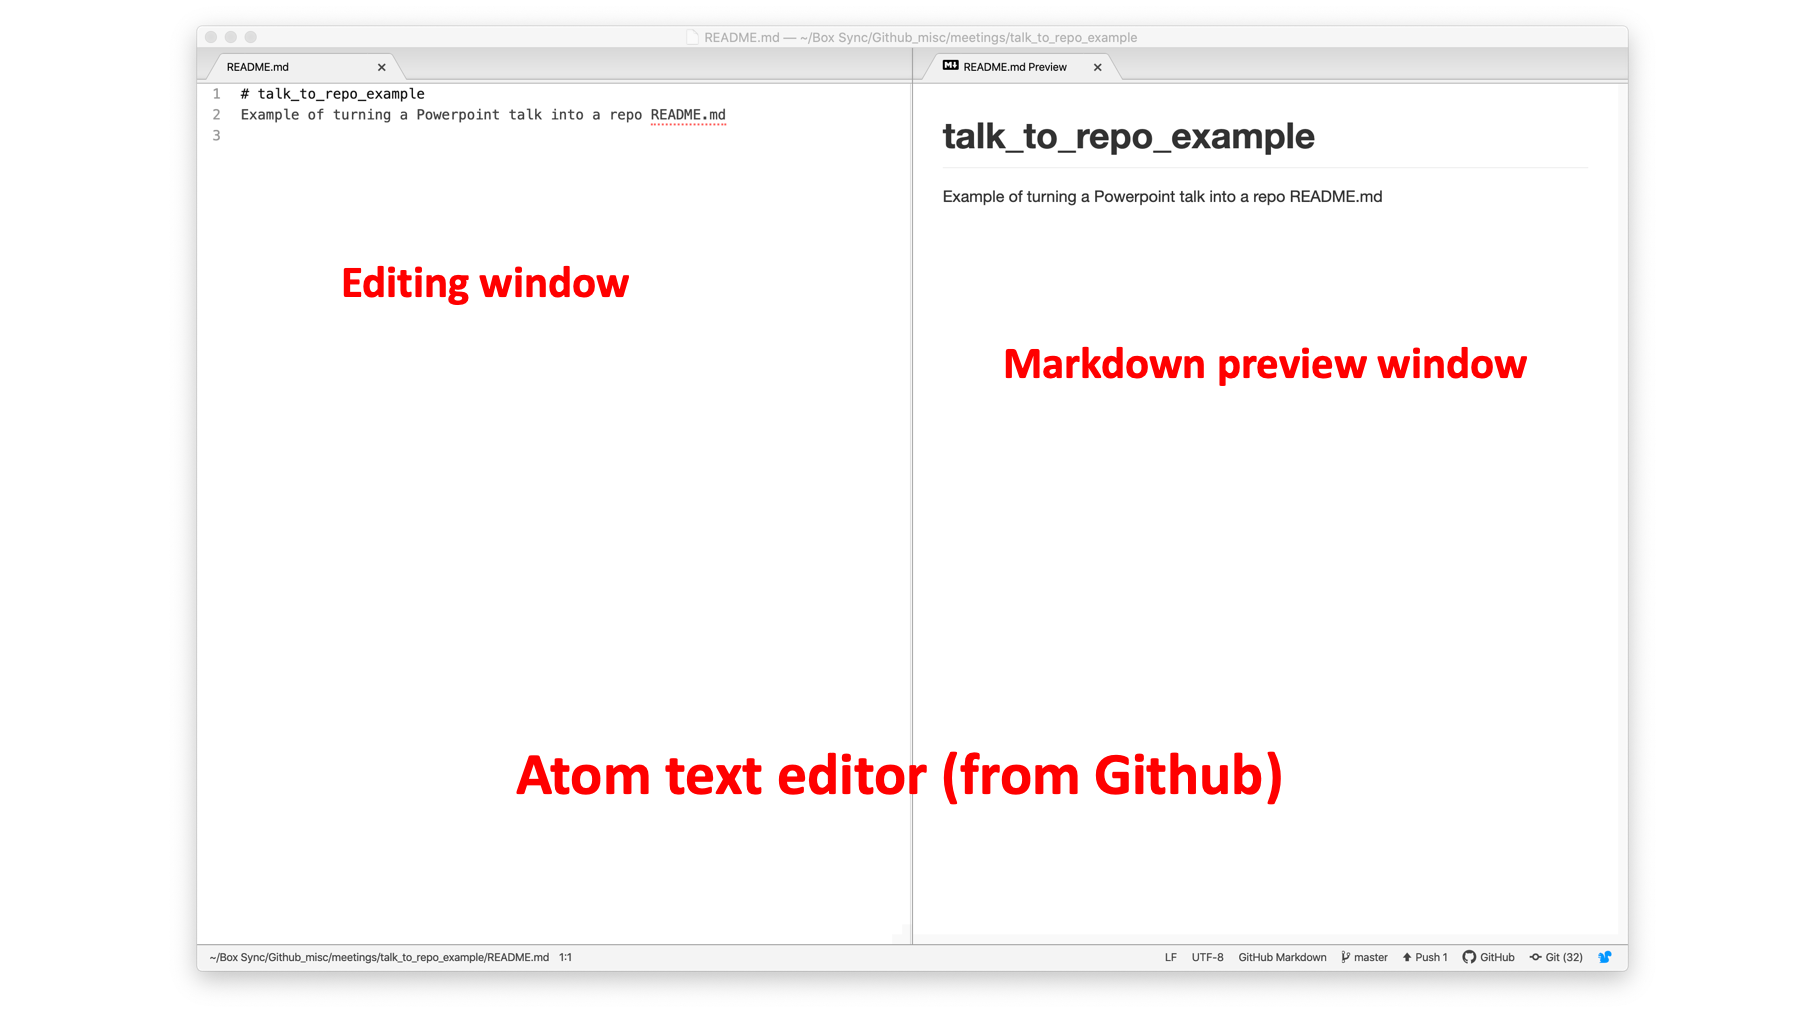 README.md — ~/Box Sync/Github_misc/meetings/talk_to_repo_example
README.md
README.md Preview
1 # talk_to_repo_example
2 Example of turning a Powerpoint talk into a repo README.md
3
talk_to_repo_example
Example of turning a Powerpoint talk into a repo README.md
Editing window
Markdown preview window
Atom text editor (from Github)
~/Box Sync/Github_misc/meetings/talk_to_repo_example/README.md 1:1
LF UTF-8 GitHub Markdown master Push 1 GitHub Git (32)